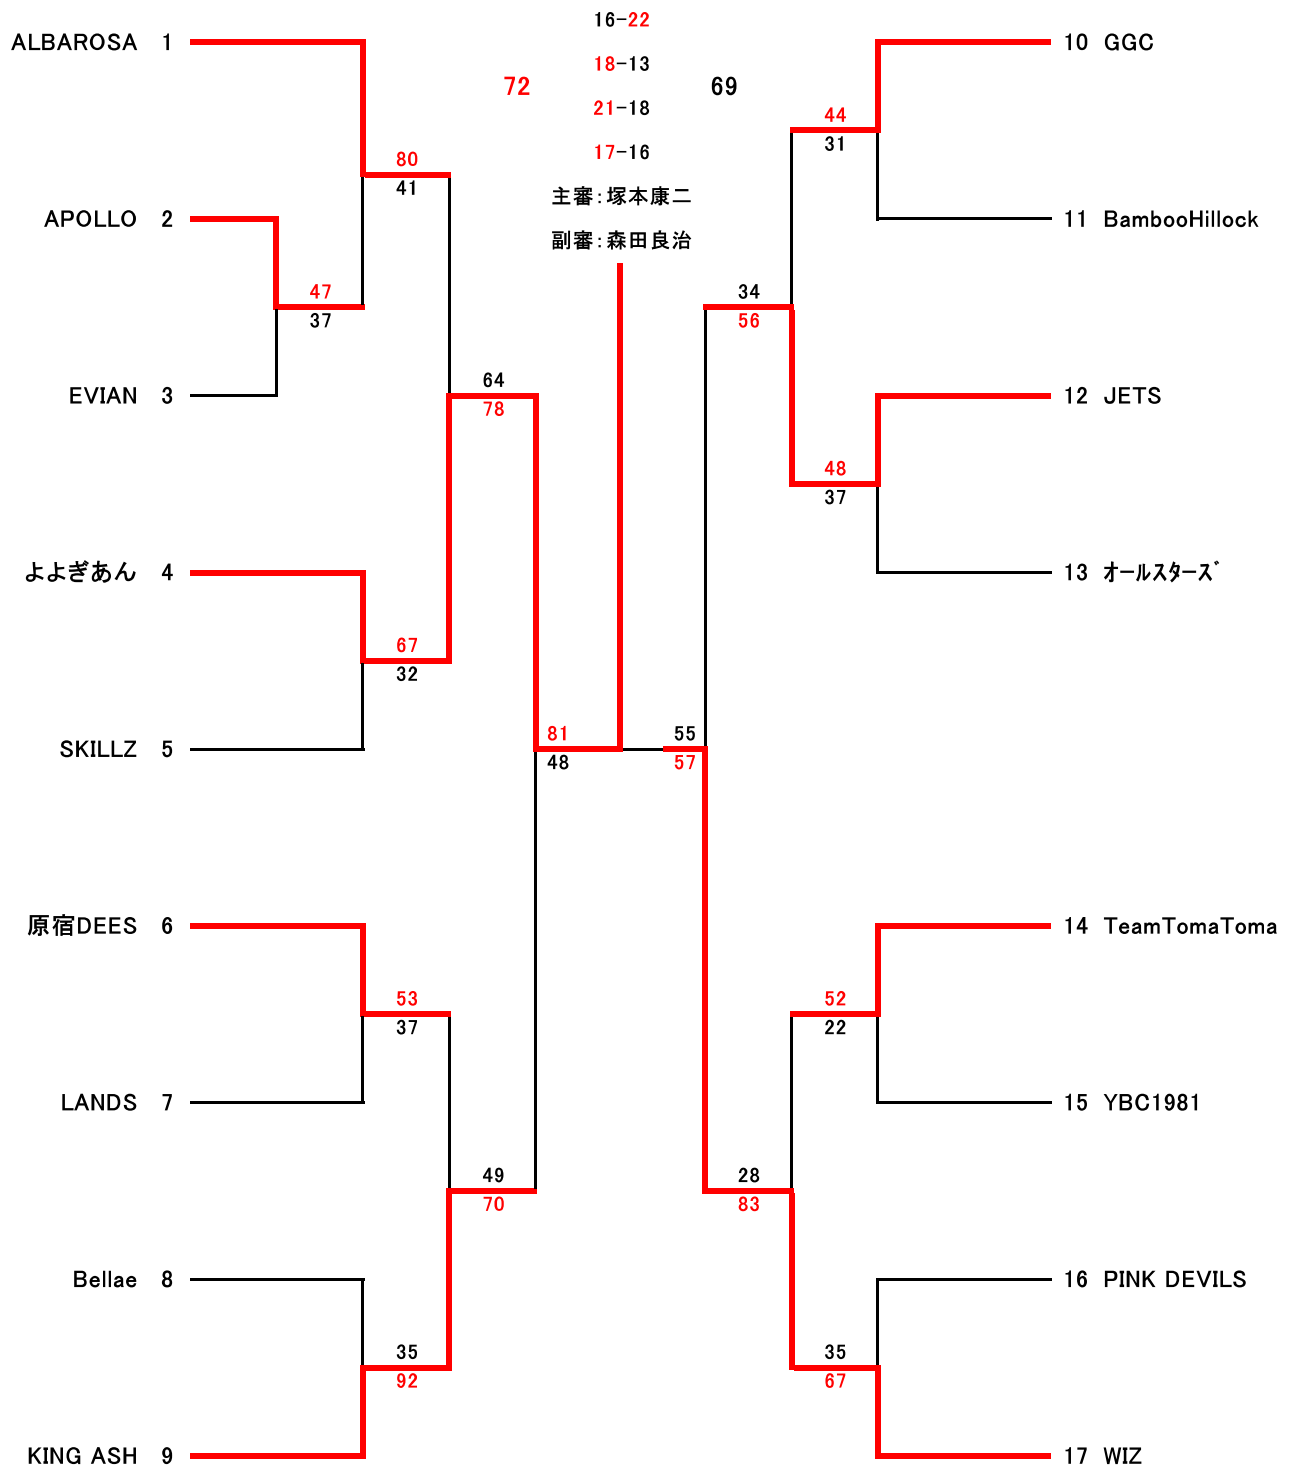 16-22
ALBAROSA 1
10 GGC
18-13
72
69
21-18
44
31
17-16
80
41
主審:塚本康二
APOLLO 2
11 BambooHillock
副審:森田良治
47
37
34
56
EVIAN 3
64
78
12 JETS
48
37
よよぎあん 4
13 ｵｰﾙｽﾀｰｽﾞ
67
32
SKILLZ 5
81
48
55
57
原宿DEES 6
14 TeamTomaToma
53
37
52
22
LANDS 7
15 YBC1981
49
70
28
83
Bellae 8
16 PINK DEVILS
35
92
35
67
KING ASH 9
17 WIZ